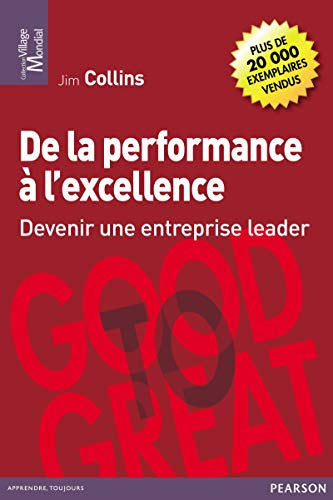 Collection Village
Mondial
Jim Collins
PLUS DE
20 000
EXEMPLAIRES
VENDUS
De la performance
à l'excellence
Devenir une entreprise leader
GOOD
TO
GREAT
APPRENDRE, TOUJOURS
PEARSON